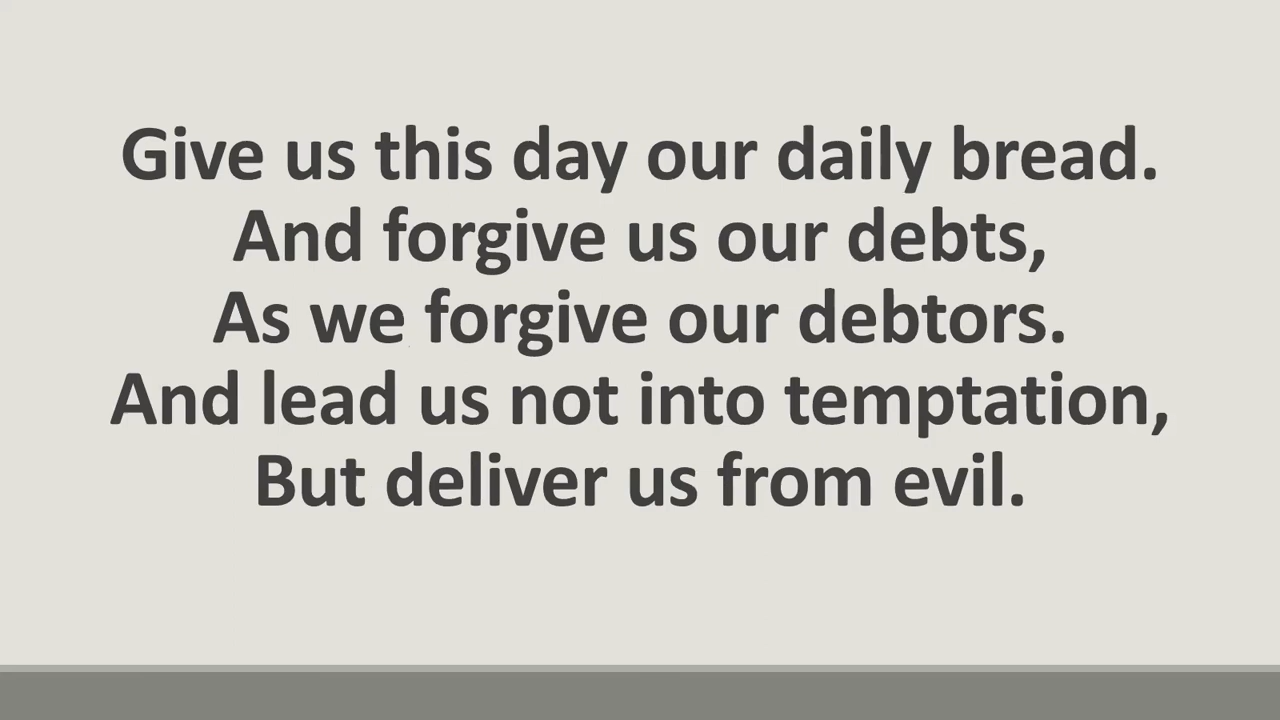 Give us this day our daily bread.
And forgive us our debts,
As we forgive our debtors.
And lead us not into temptation,
But deliver us from evil.